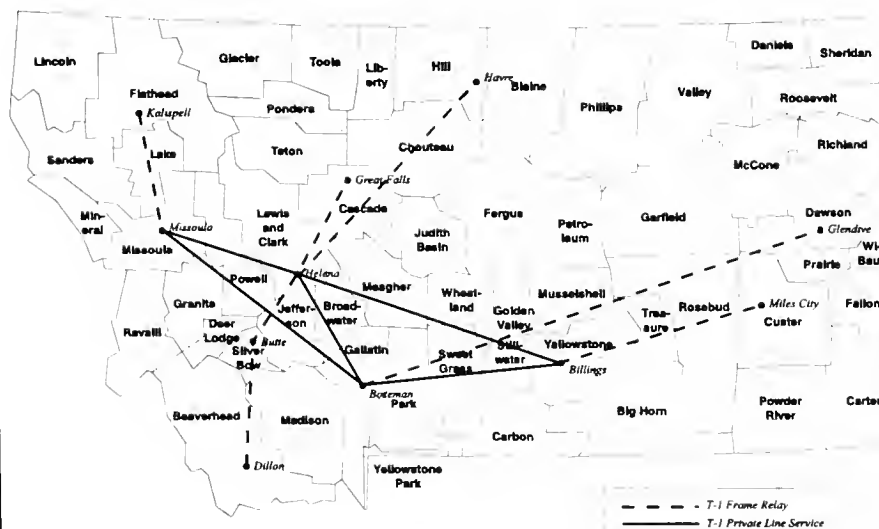 Daniels
Sheridan
Lincoln
Glacier
Toole
Lib-
erty
Hill
Havre
Blaine
Phillips
Valley
Roosevelt
Flathead
Kalispell
Pondera
Teton
Chouteau
Richland
McCone
Sanders
Lake
Great Falls
Cascade
Lewis
and
Clark
Fergus
Judith
Basin
Petro-
leum
Garfield
Dawson
Glendive
Min-
eral
Missoula
Missoula
Wi
Bau
Prairie
Powell
Helena
Meagher
Wheat-
land
Golden
Valley
Musselshell
Trea-
sure
Rosebud
Miles City
Custer
Fallon
Granite
Jeffer-
son
Broad-
water
Ravalli
Deer
Lodge
Silver
Bow
Butte
Gallatin
Sweet
Grass
Still-
water
Yellowstone
Billings
Bozeman
Park
Beaverhead
Madison
Big Horn
Powder
River
Carter
Carbon
Dillon
Yellowstone
Park
T-1 Frame Relay
T-1 Private Line Service